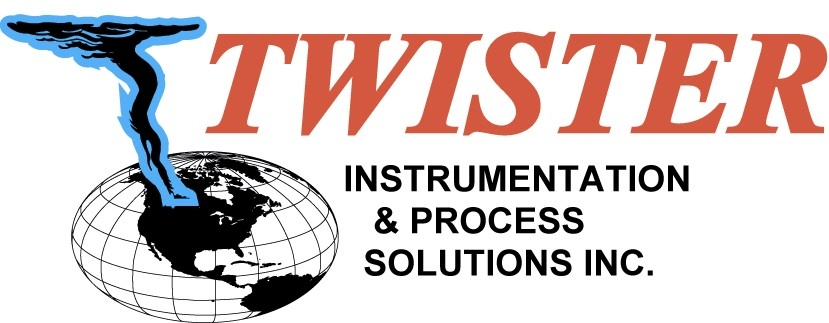 TWISTER
INSTRUMENTATION
& PROCESS
SOLUTIONS INC.